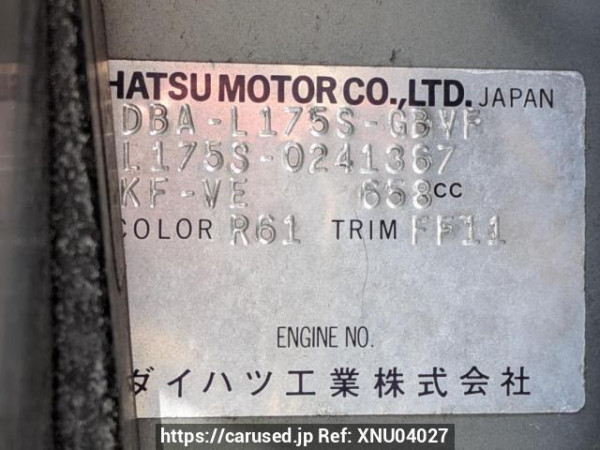 HATSU MOTOR CO.,LTD. JAPAN
DBA-L175S-GBVF
L175S-0241367
KF-VE 658cc
COLOR R61 TRIM FF11
ENGINE NO.
ダイハツ工業株式会社
https://carused.jp Ref: XNU04027